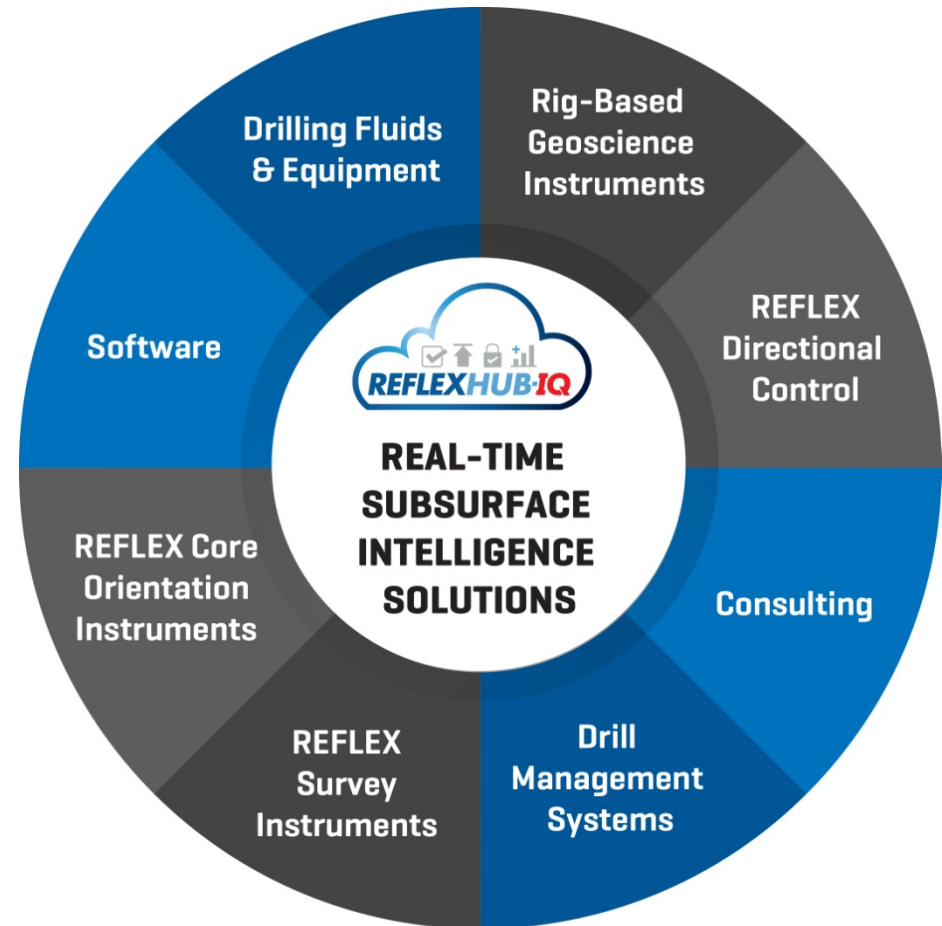 Drilling Fluids
& Equipment
Rig-Based
Geoscience
Instruments
REFLEX
Directional
Control
Consulting
Drill
Management
Systems
REFLEX
Survey
Instruments
REFLEX Core
Orientation
Instruments
Software
REFLEXHUB-IQ
REAL-TIME
SUBSURFACE
INTELLIGENCE
SOLUTIONS